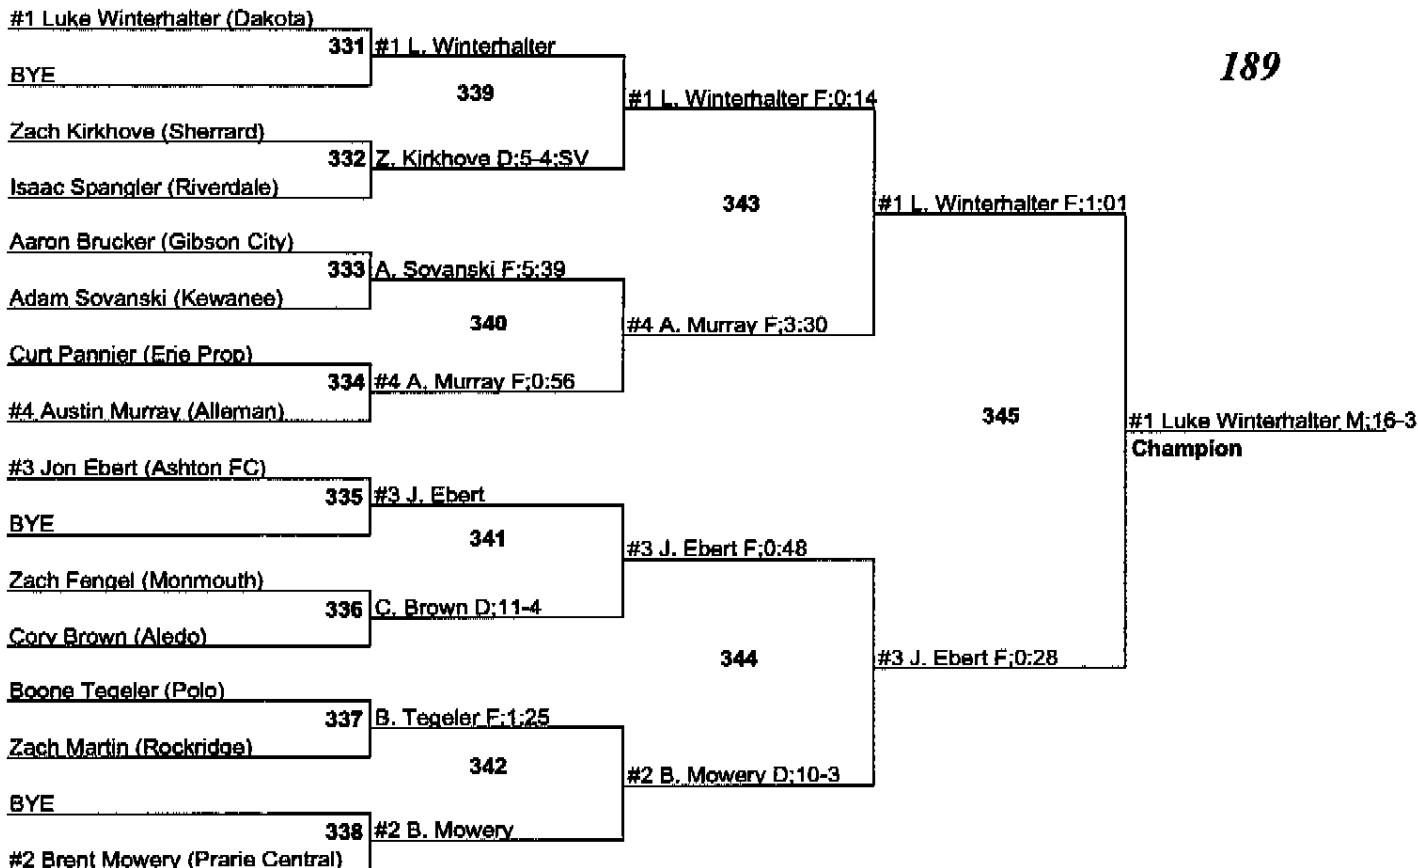 #1 Luke Winterhalter (Dakota)
331 #1 L. Winterhalter
BYE
189
339
#1 L. Winterhalter F;0:14
Zach Kirkhove (Sherrard)
332 Z. Kirkhove D;5-4;SV
Isaac Spangler (Riverdale)
343
#1 L. Winterhalter F;1:01
Aaron Brucker (Gibson City)
333 A. Sovanski F;5:39
Adam Sovanski (Kewanee)
340
#4 A. Murray F;3:30
Curt Pannier (Erie Prop)
334 #4 A. Murray F;0:56
#4 Austin Murray (Alleman)
345
#1 Luke Winterhalter M;16-3
Champion
#3 Jon Ebert (Ashton FC)
335 #3 J. Ebert
BYE
341
#3 J. Ebert F;0:48
Zach Fengel (Monmouth)
336 C. Brown D;11-4
Cory Brown (Aledo)
344
#3 J. Ebert F;0:28
Boone Tegeler (Polo)
337 B. Tegeler F;1:25
Zach Martin (Rockridge)
342
#2 B. Mowery D;10-3
BYE
338 #2 B. Mowery
#2 Brent Mowery (Prarie Central)